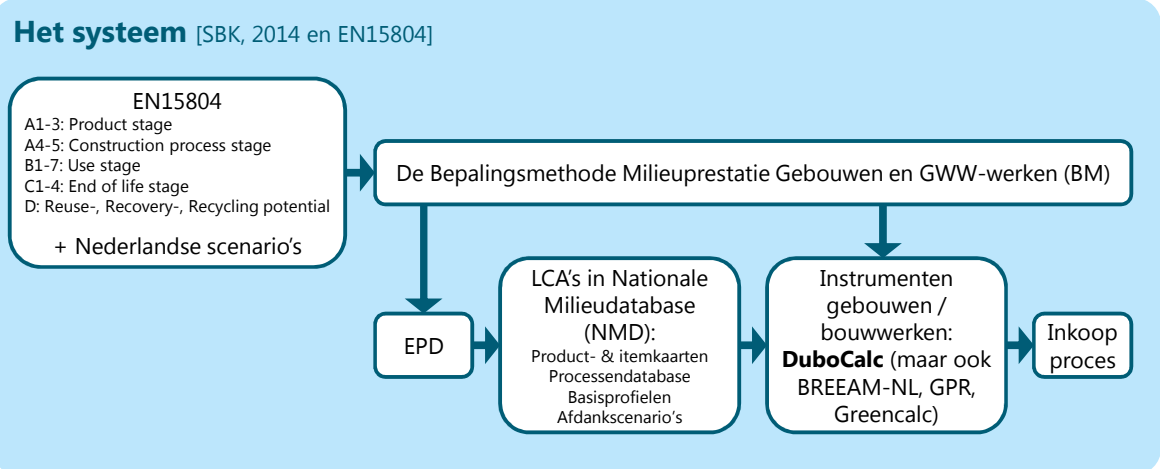 Het systeem [SBK, 2014 en EN15804]
EN15804
A1-3: Product stage
A4-5: Construction process stage
B1-7: Use stage
C1-4: End of life stage
D: Reuse-, Recovery-, Recycling potential
+ Nederlandse scenario's
De Bepalingsmethode Milieuprestatie Gebouwen en GWW-werken (BM)
EPD
LCA's in Nationale
Milieudatabase
(NMD):
Product- & itemkaarten
Processendatabase
Basisprofielen
Afdankscenario's
Instrumenten
gebouwen /
bouwwerken:
DuboCalc (maar ook
BREEAM-NL, GPR,
Greencalc)
Inkoop
proces